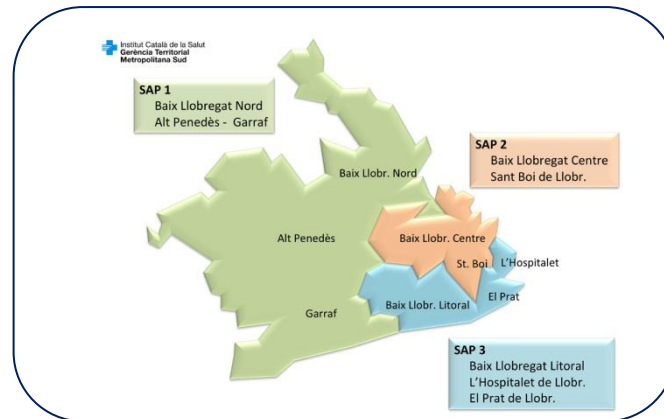 Institut Català de la Salut
Gerència Territorial
Metropolitana Sud
SAP 1
Baix Llobregat Nord
Alt Penedès - Garraf
SAP 2
Baix Llobregat Centre
Sant Boi de Llobr.
Baix Llobr. Nord
Alt Penedès
Baix Llobr. Centre
St. Boi
L'Hospitalet
El Prat
Baix Llobr. Litoral
Garraf
SAP 3
Baix Llobregat Litoral
L'Hospitalet de Llobr.
El Prat de Llobr.